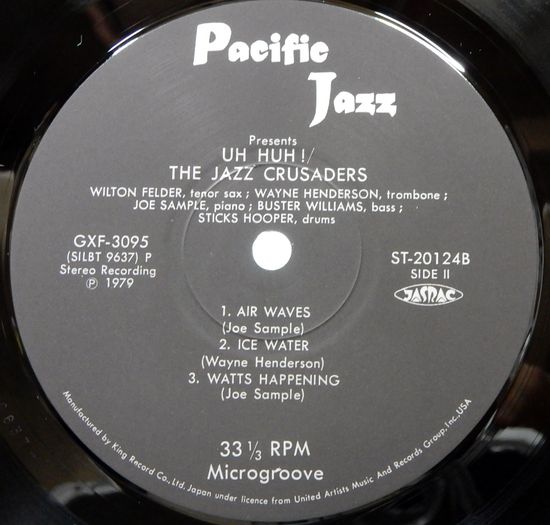 Pacific
Jazz
Presents
UH HUH!/
THE JAZZ CRUSADERS
WILTON FELDER, tenor sax ; WAYNE HENDERSON, trombone ;
JOE SAMPLE, piano ; BUSTER WILLIAMS, bass ;
STICKS HOOPER, drums
GXF-3095
(SILBT 9637) P
Stereo Recording
Ⓟ 1979
ST-20124B
SIDE II
JASRAC
1. AIR WAVES
(Joe Sample)
2. ICE WATER
(Wayne Henderson)
3. WATTS HAPPENING
(Joe Sample)
33 1/3 RPM
Microgroove
Manufactured by King Record Co., Ltd. Japan under licence from United Artists Music And Records Group, Inc., USA